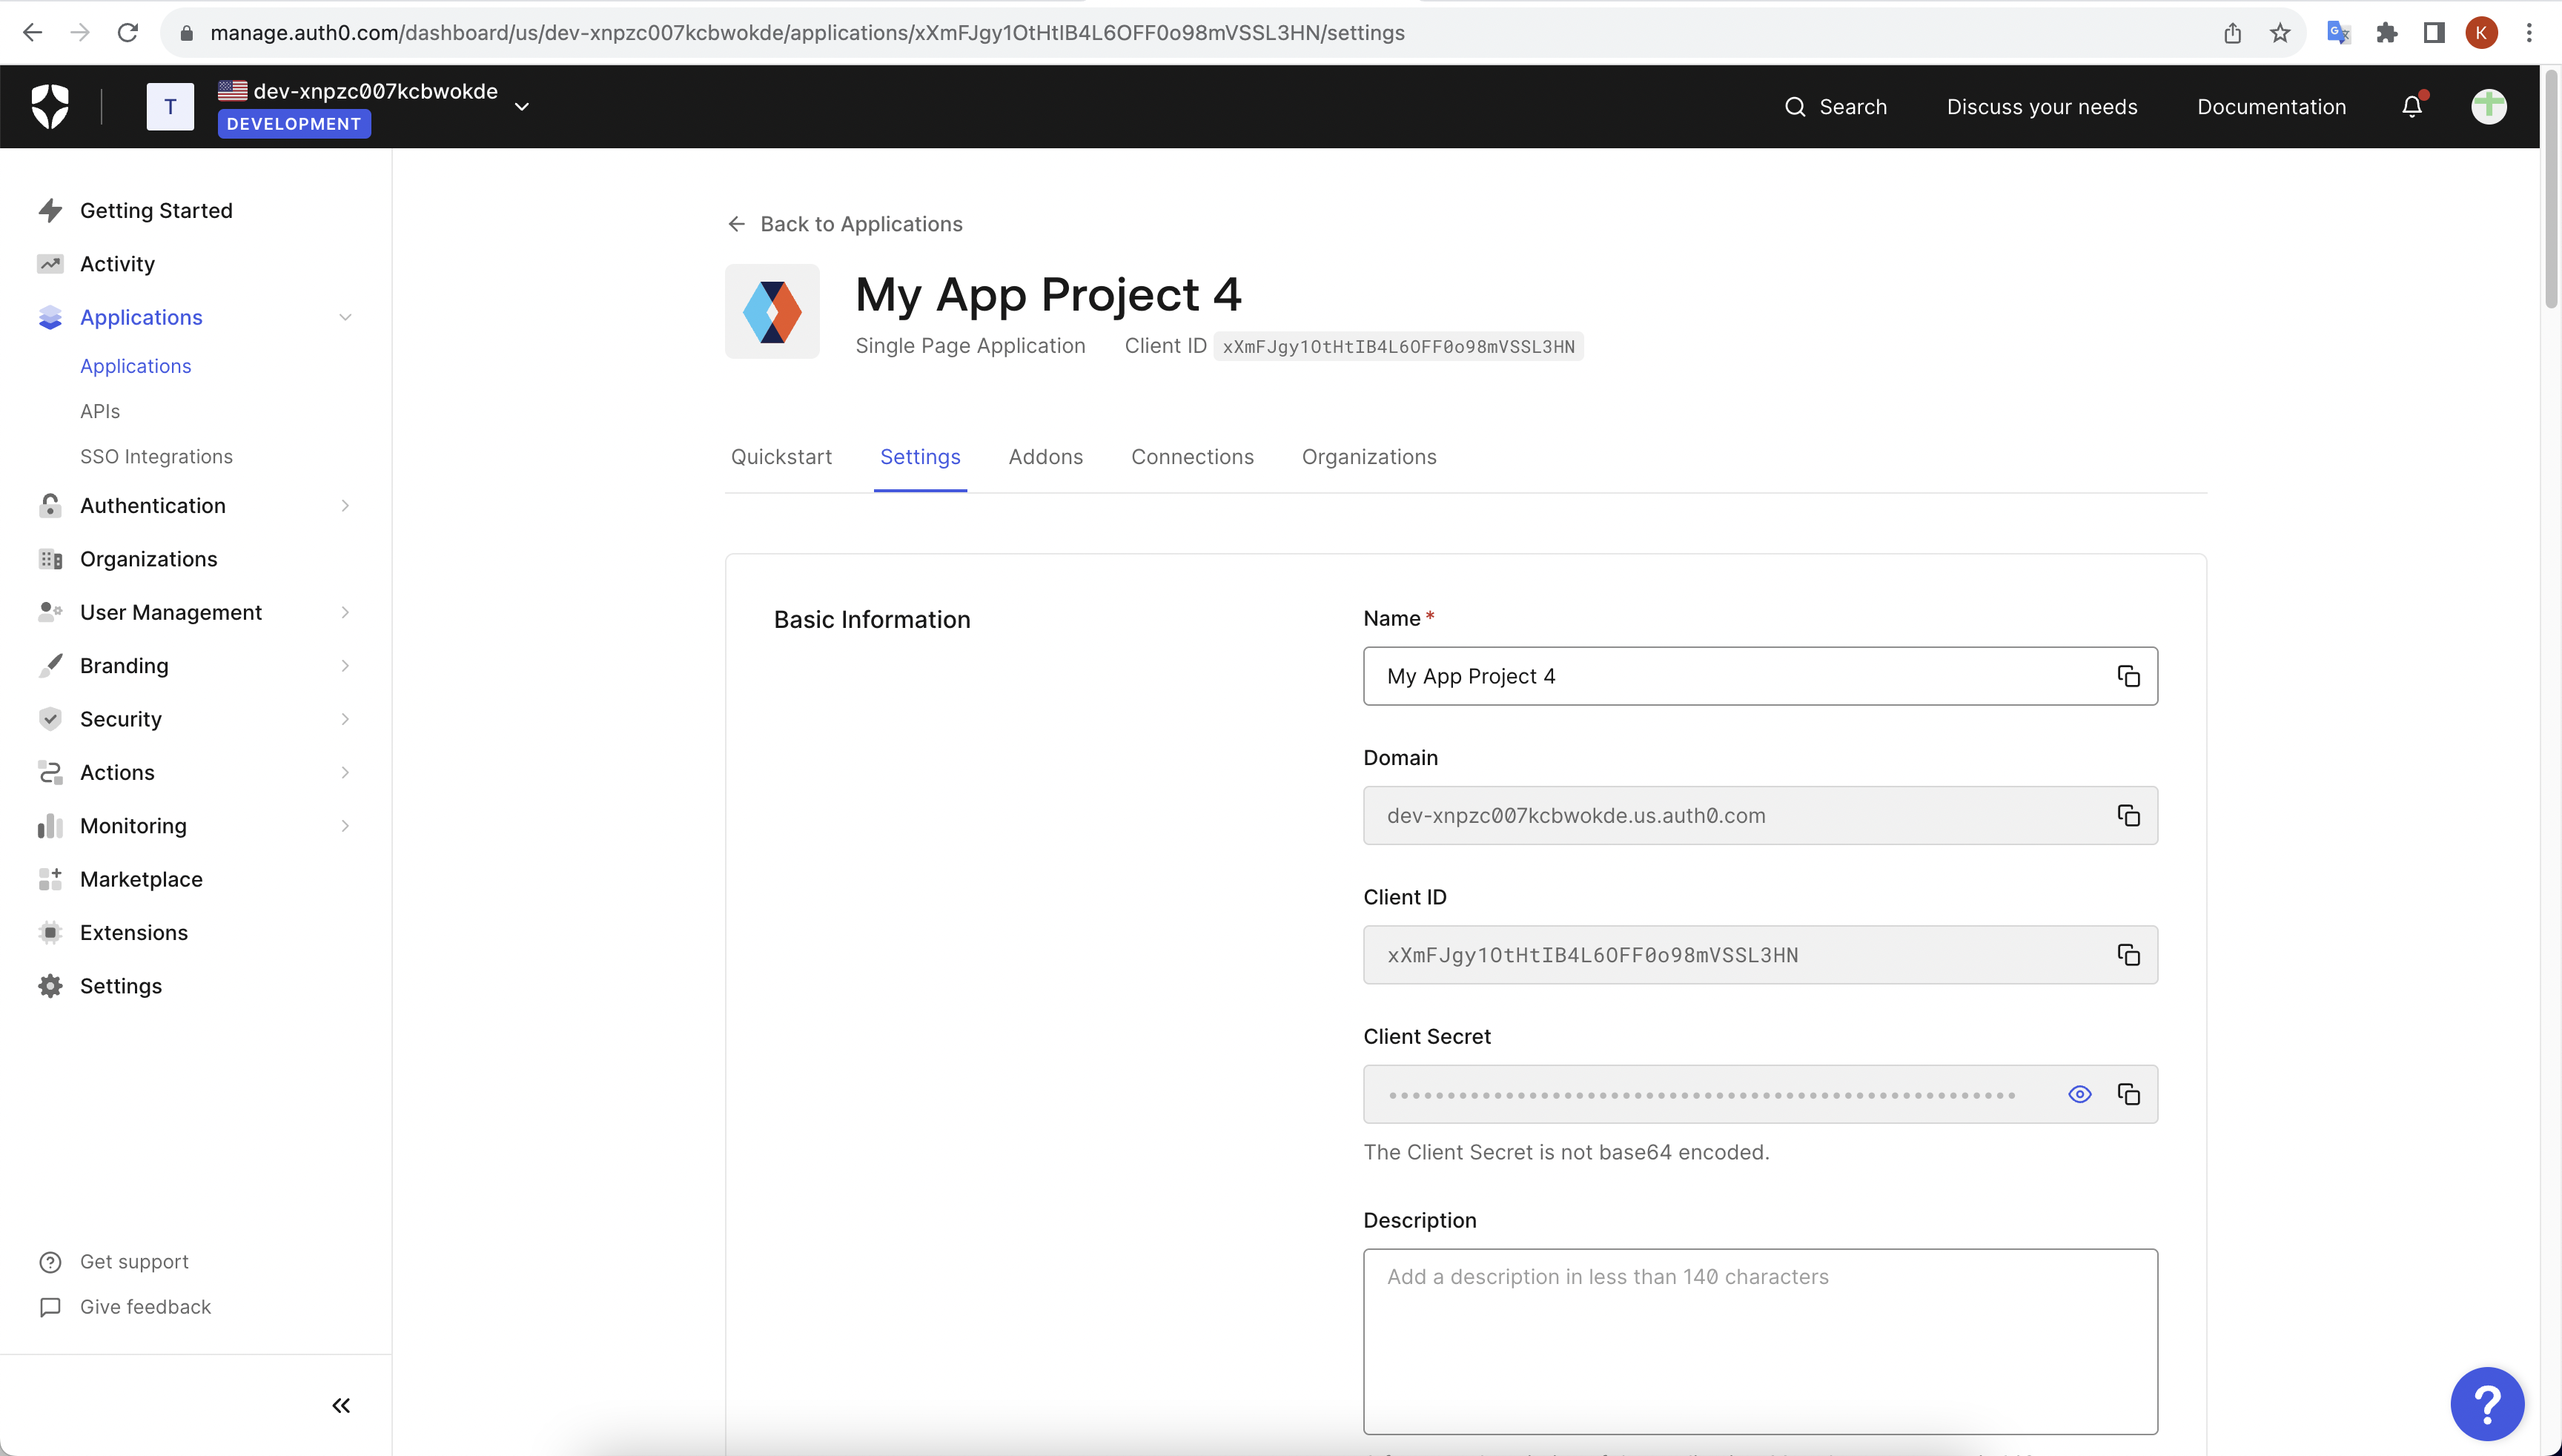 manage.auth0.com/dashboard/us/dev-xnpzc007kcbwokde/applications/xXmFJgy1OtHtIB4L6OFF0o98mVSSL3HN/settings
K
T
dev-xnpzc007kcbwokde
DEVELOPMENT
Search
Discuss your needs
Documentation
Getting Started
Activity
Applications
Applications
APIs
SSO Integrations
Authentication
Organizations
User Management
Branding
Security
Actions
Monitoring
Marketplace
Extensions
Settings
Get support
Give feedback
Back to Applications
My App Project 4
Single Page Application Client ID xXmFJgy1OtHtIB4L6OFF0o98mVSSL3HN
Quickstart Settings Addons Connections Organizations
Basic Information
Name *
My App Project 4
Domain
dev-xnpzc007kcbwokde.us.auth0.com
Client ID
xXmFJgy1OtHtIB4L6OFF0o98mVSSL3HN
Client Secret
The Client Secret is not base64 encoded.
Description
Add a description in less than 140 characters